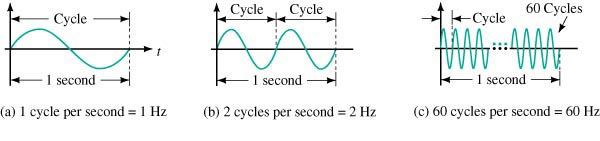 Cycle
t
1 second
(a) 1 cycle per second = 1 Hz
Cycle Cycle
1 second
(b) 2 cycles per second = 2 Hz
60 Cycles
Cycle
1 second
(c) 60 cycles per second = 60 Hz